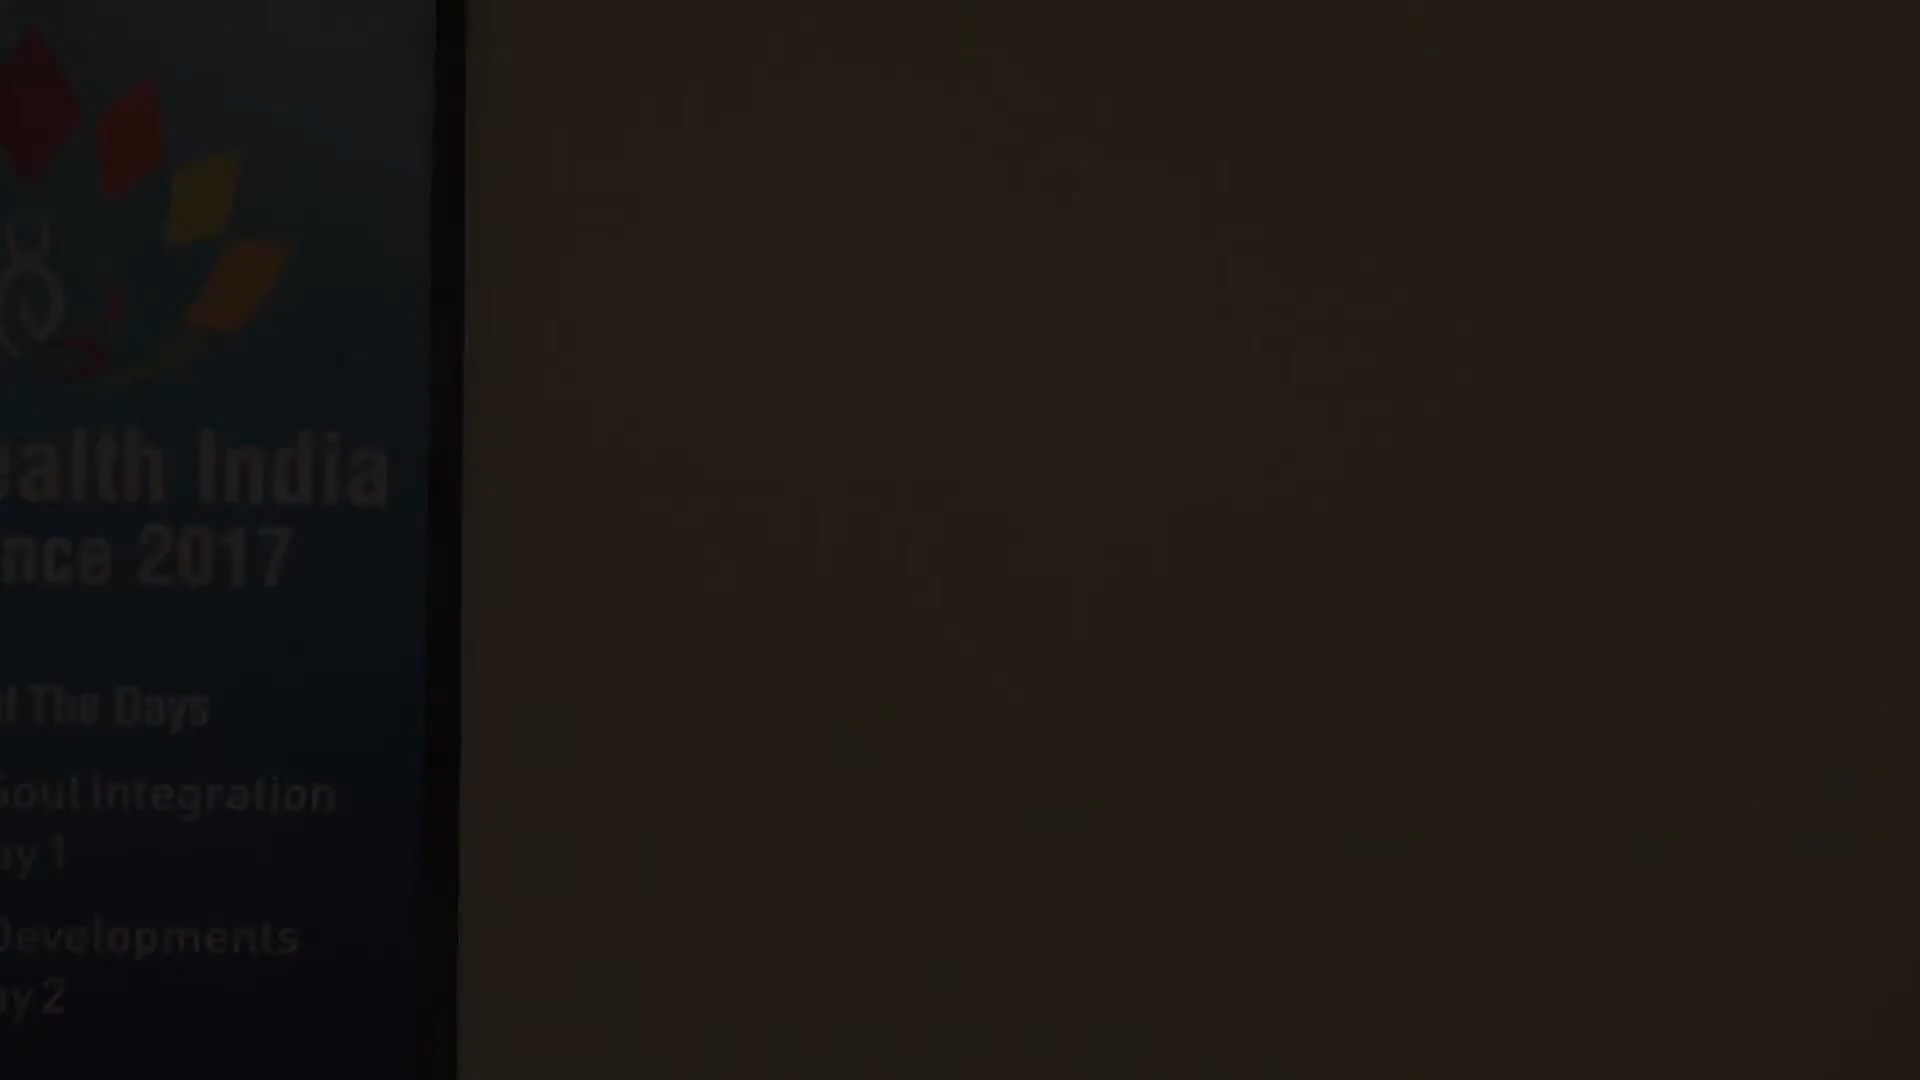 ealth India
nce 2017
The Days
Soul Integration
ay 1
Developments
ay 2